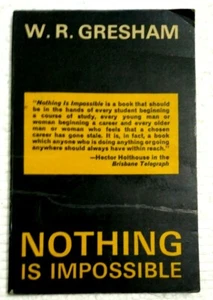 W. R. GRESHAM
"Nothing Is Impossible is a book that should
be in the hands of every student beginning
a course of study, every young man or
woman beginning a career and every older
man or woman who feels that a chosen
career has gone stale. It is, in fact, a book
which anyone who is doing anything or going
anywhere should always have within reach."
—Hector Holthouse in the
Brisbane Telegraph
NOTHING
IS IMPOSSIBLE